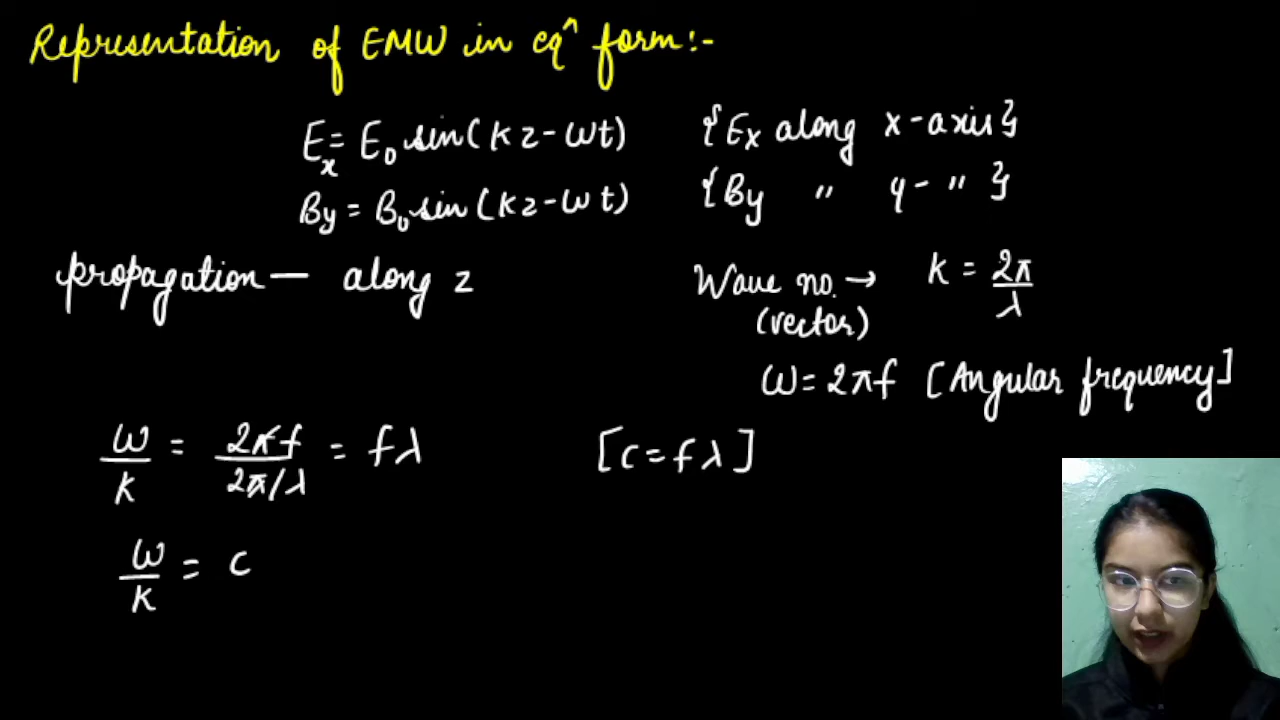 Representation of EMW in eqⁿ form:-
Ex = E₀ sin(kz-ωt) {Ex along x-axis}
By = B₀ sin(kz-ωt) {By " y- " }
propagation — along z
Wave no. → k = 2π/λ
(vector)
ω = 2πf [Angular frequency]
ω/k = 2πf/2π/λ = fλ [c=fλ]
ω/k = c